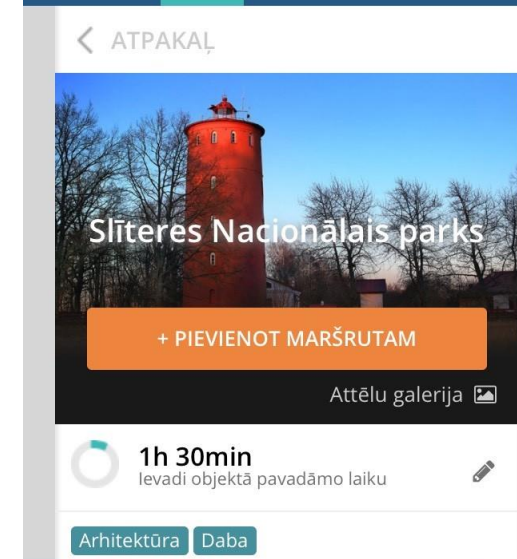 ATPAKAĻ
Slīteres Nacionālais parks
+ PIEVIENOT MARŠRUTAM
Attēlu galerija
1h 30min
Ievadi objektā pavadāmo laiku
Arhitektūra Daba